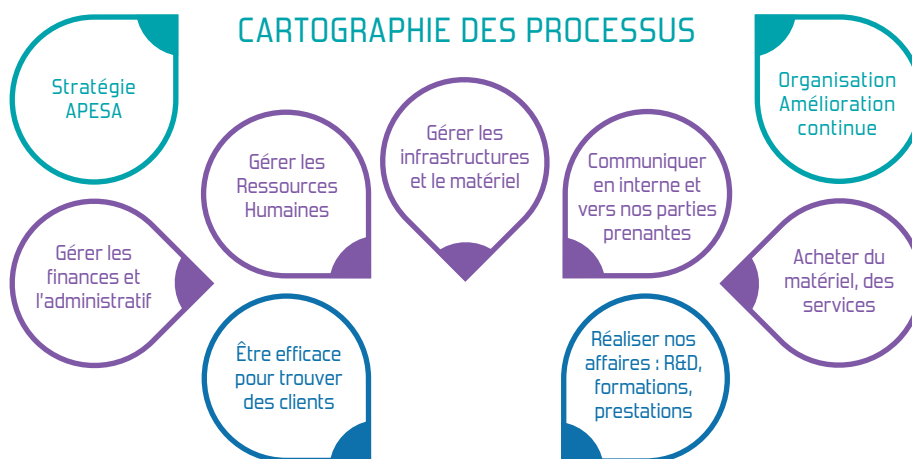 CARTOGRAPHIE DES PROCESSUS
Stratégie
APESA
Organisation
Amélioration
continue
Gérer les
Ressources
Humaines
Gérer les
infrastructures
et le matériel
Communiquer
en interne et
vers nos parties
prenantes
Gérer les
finances et
l'administratif
Acheter du
matériel, des
services
Être efficace
pour trouver
des clients
Réaliser nos
affaires : R&D,
formations,
prestations